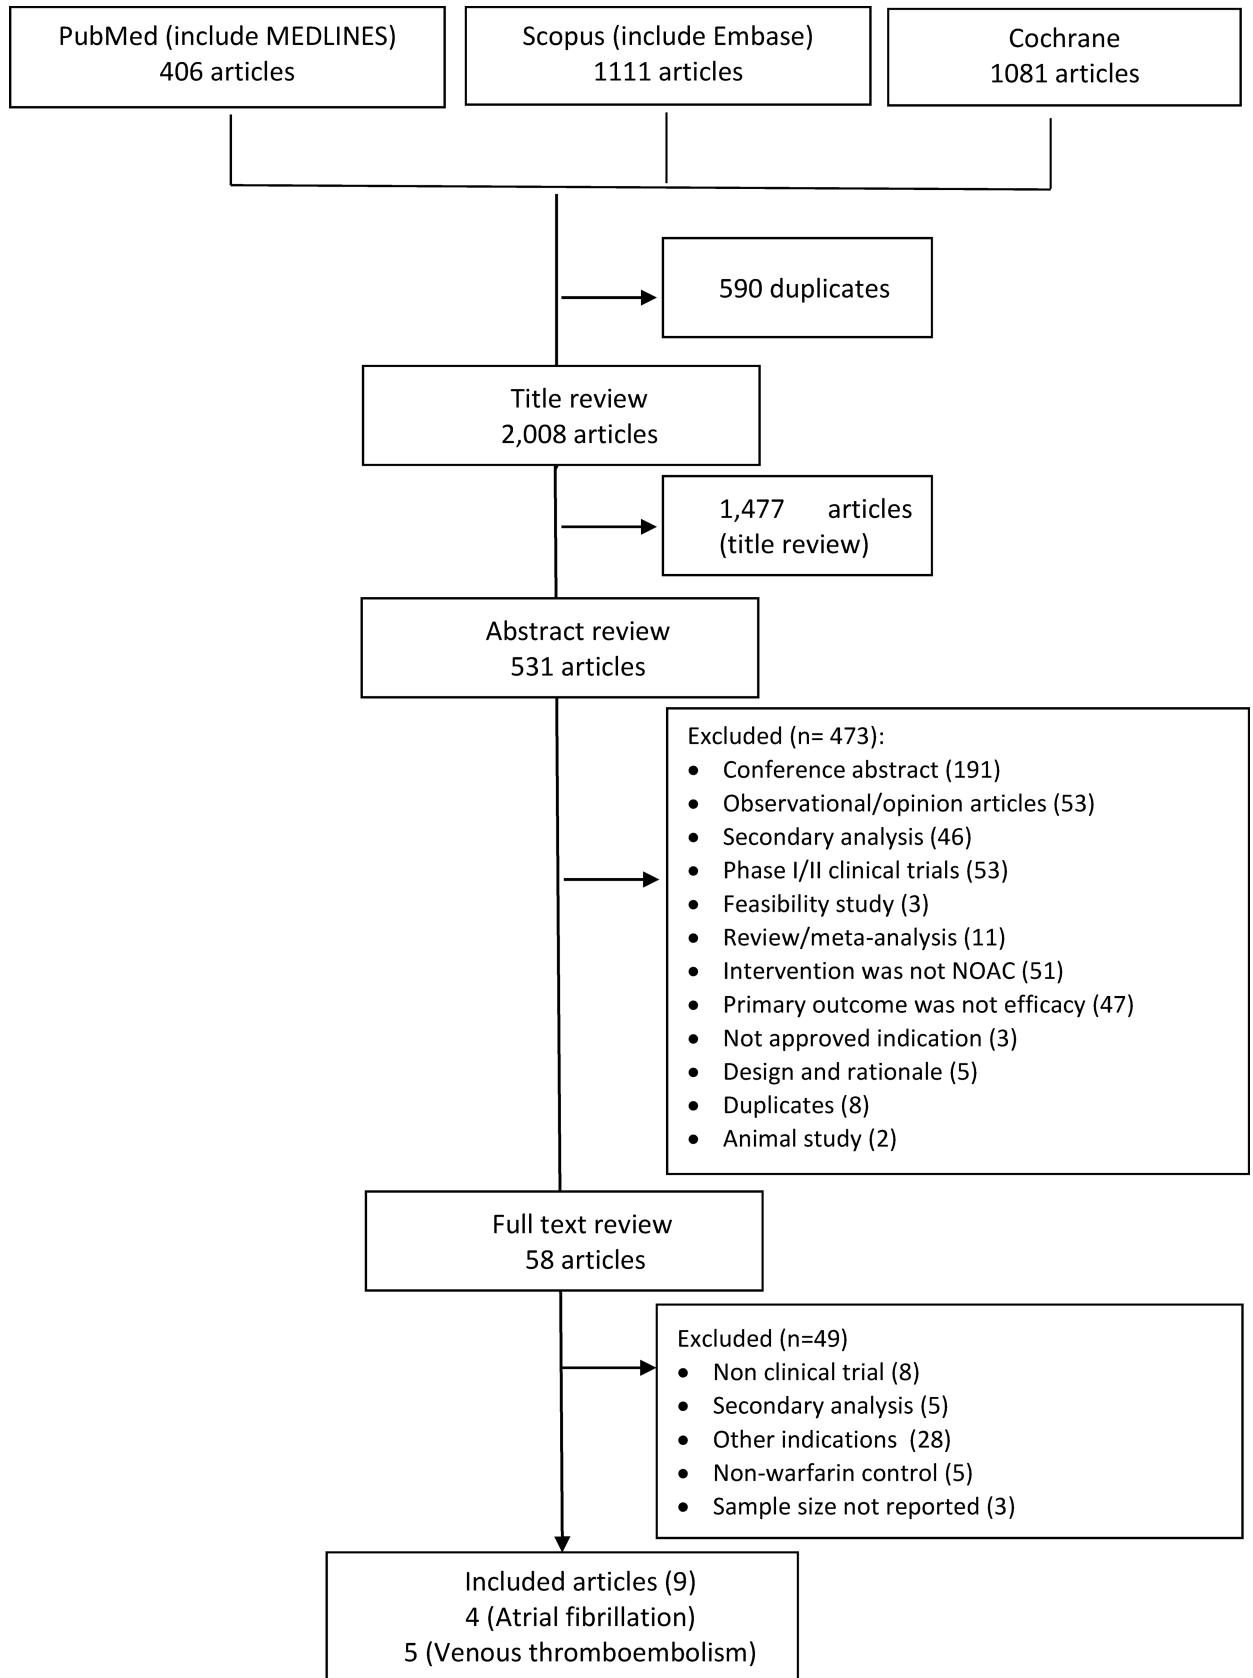 PubMed (include MEDLINES)
406 articles
Scopus (include Embase)
1111 articles
Cochrane
1081 articles
590 duplicates
Title review
2,008 articles
1,477 articles
(title review)
Abstract review
531 articles
Excluded (n= 473):
• Conference abstract (191)
• Observational/opinion articles (53)
• Secondary analysis (46)
• Phase I/II clinical trials (53)
• Feasibility study (3)
• Review/meta-analysis (11)
• Intervention was not NOAC (51)
• Primary outcome was not efficacy (47)
• Not approved indication (3)
• Design and rationale (5)
• Duplicates (8)
• Animal study (2)
Full text review
58 articles
Excluded (n=49)
• Non clinical trial (8)
• Secondary analysis (5)
• Other indications (28)
• Non-warfarin control (5)
• Sample size not reported (3)
Included articles (9)
4 (Atrial fibrillation)
5 (Venous thromboembolism)